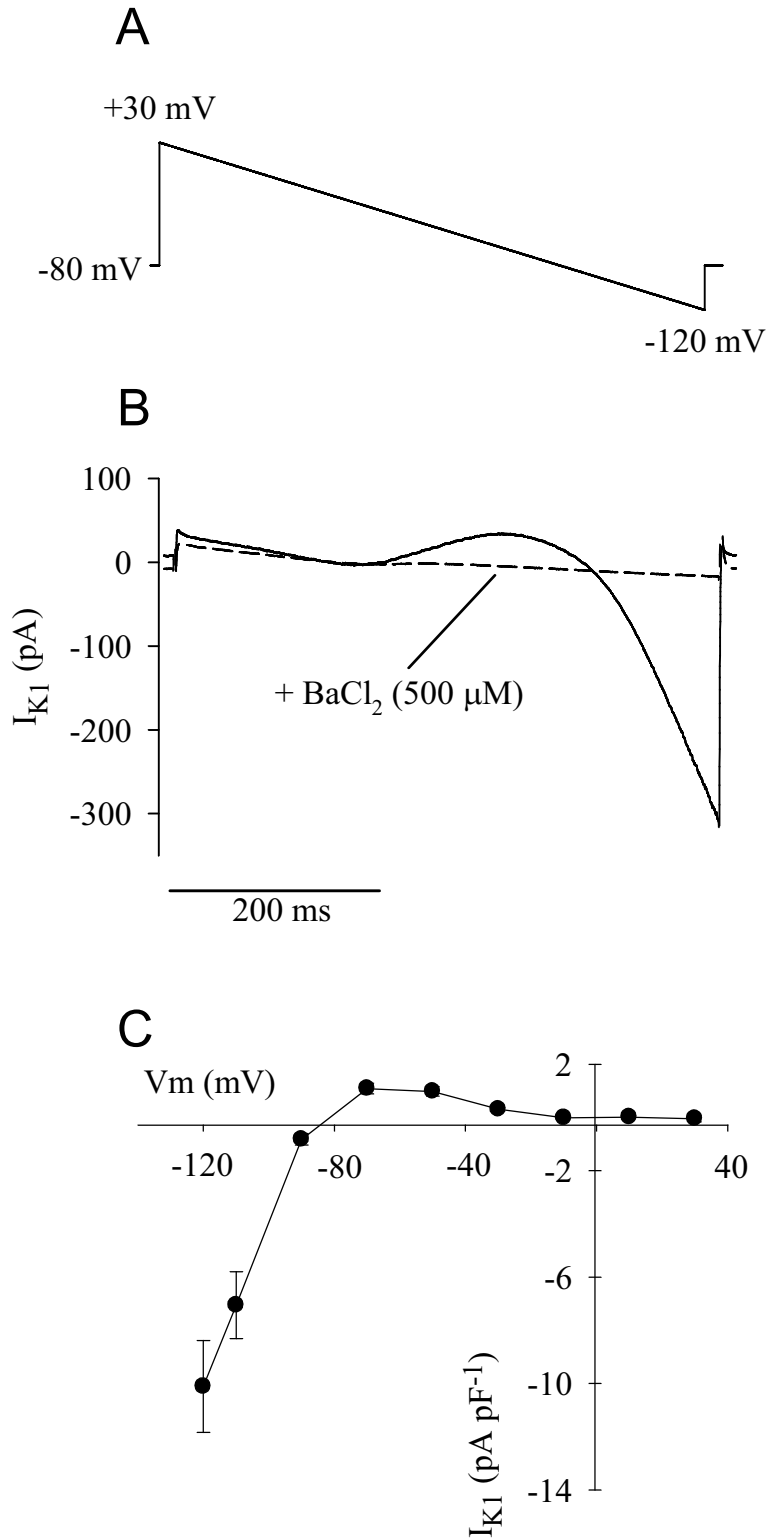 A
+30 mV
-80 mV
-120 mV
B
100
0
-100
-200
-300
I_K1 (pA)
+ BaCl₂ (500 μM)
200 ms
C
Vm (mV)
2
-120
-80
-40
-2
40
-6
-10
-14
I_K1 (pA pF⁻¹)